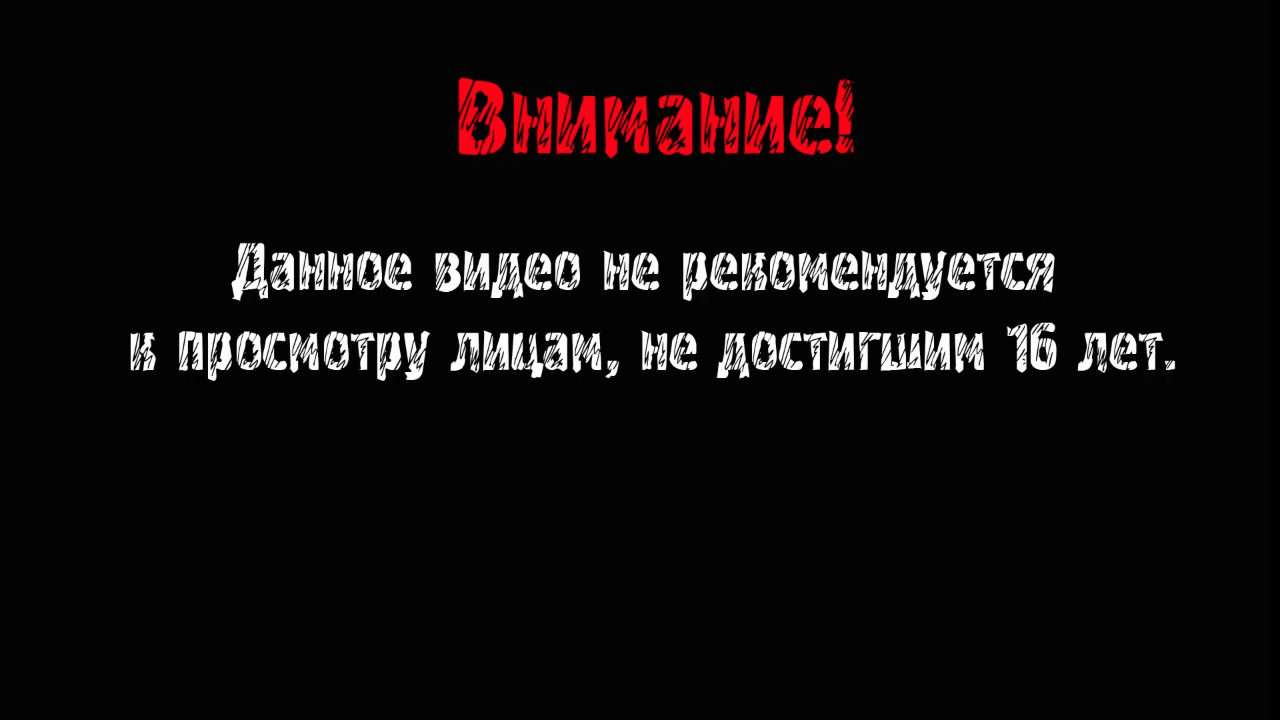 Внимание!
Данное видео не рекомендуется
к просмотру лицам, не достигшим 16 лет.